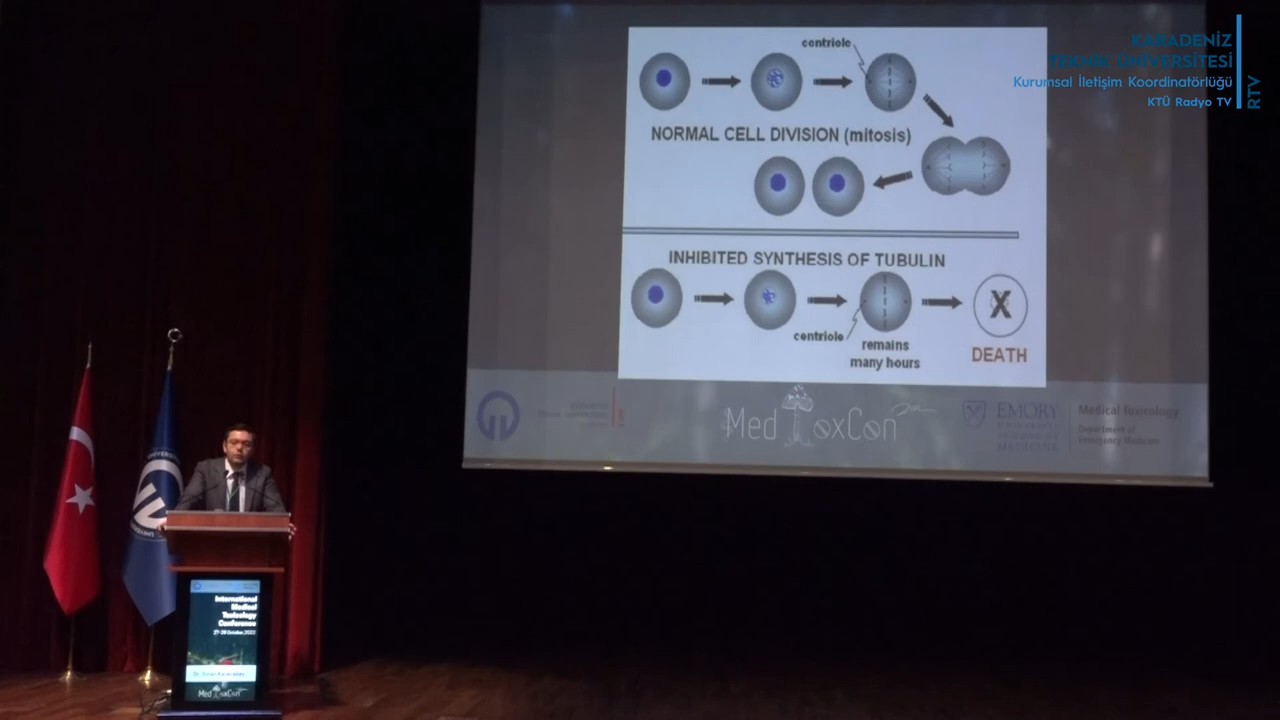 KARADENİZ
TEKNİK ÜNİVERSİTESİ
Kurumsal İletişim Koordinatörlüğü
KTÜ Radyo TV
RTV
centriole
NORMAL CELL DIVISION (mitosis)
INHIBITED SYNTHESIS OF TUBULIN
centriole
remains
many hours
DEATH
MedToxCon
EMORY
Medical Toxicology
Department of
Emergency Medicine
International
Medical
Toxicology
Conference
MedToxCon